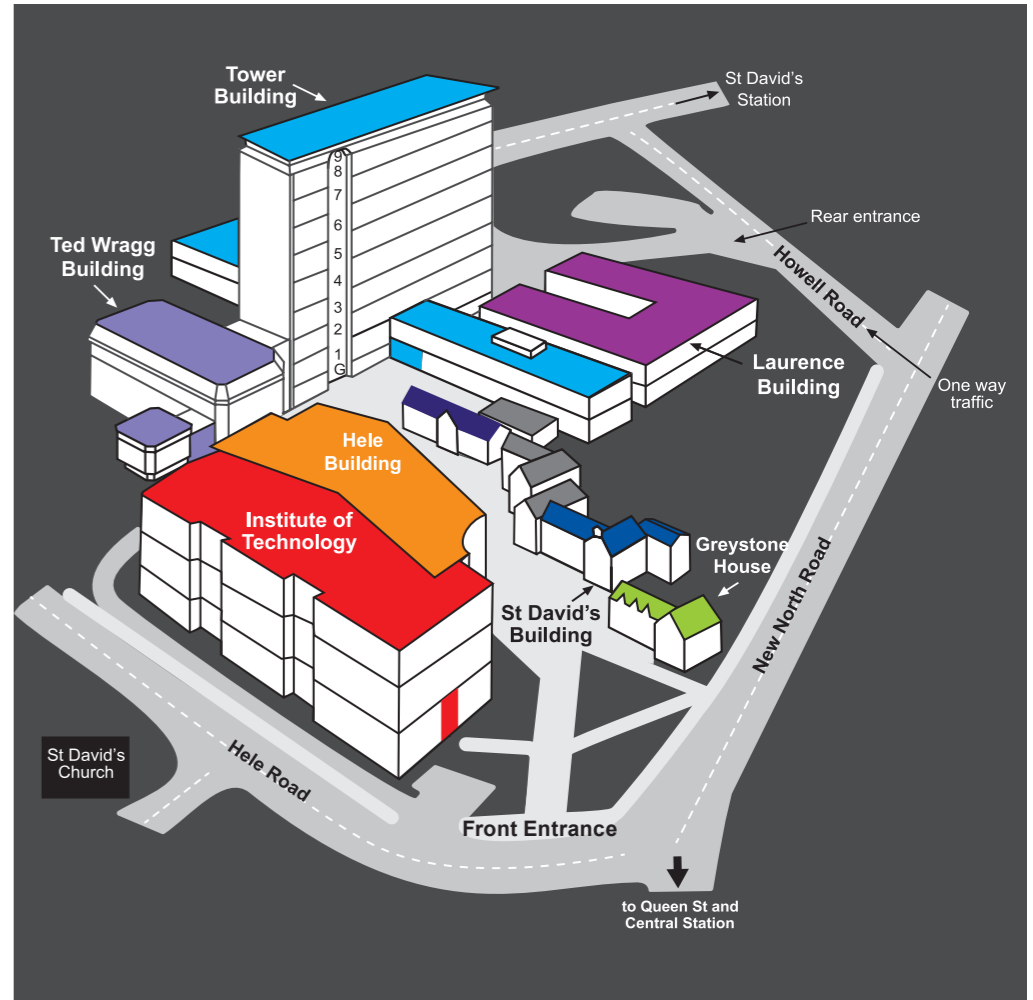 Tower
Building
St David's
Station
9
8
7
6
5
4
3
2
1
G
Rear entrance
Ted Wragg
Building
Howell Road
Laurence
Building
One way
traffic
Hele
Building
Institute of
Technology
Greystone
House
St David's
Building
New North Road
St David's
Church
Hele Road
Front Entrance
to Queen St and
Central Station